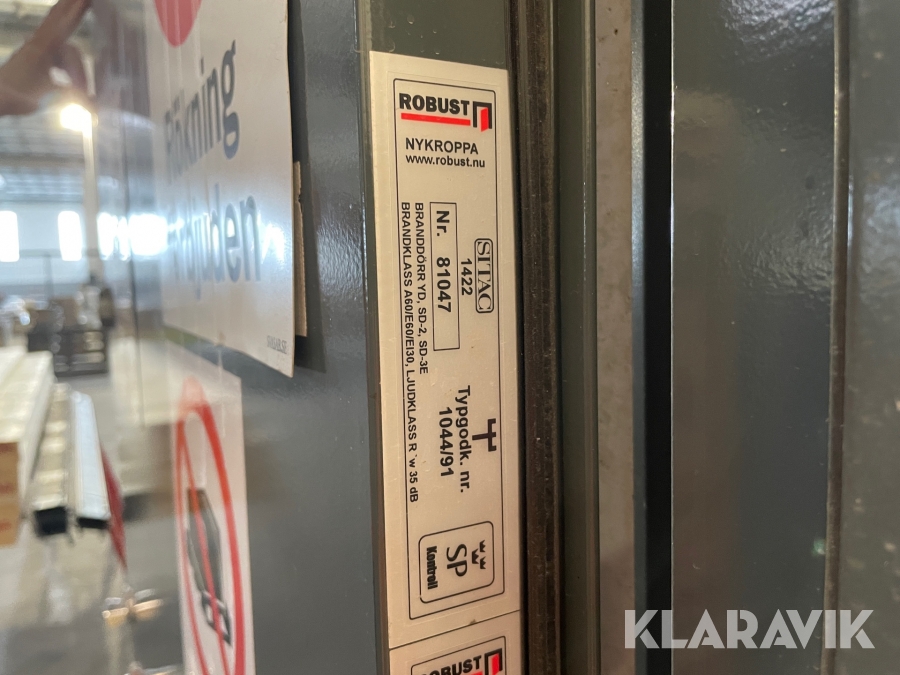 Rökning
ROBUST
NYKROPPA
www.robust.nu
SITAC
1422
Nr. 81047
BRANDDÖRR YD, SD-2, SD-3E
BRANDKLASS A60/E60/EI30, LJUDKLASS R´w 35 dB
Typgodk. nr.
1044/91
SP
Kontroll
ROBUST
KLARAVIK